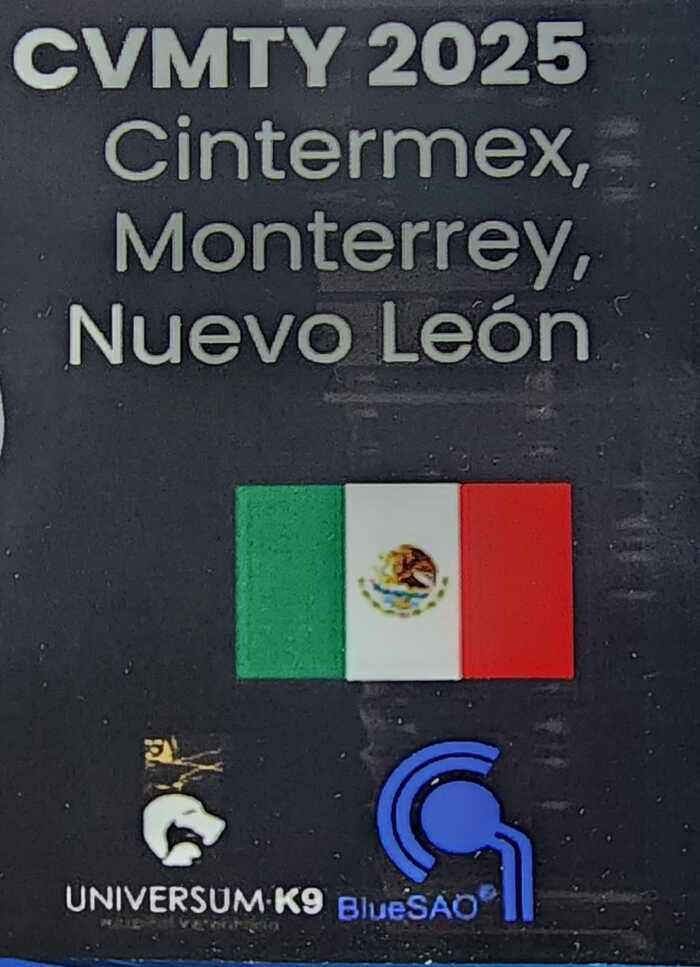 CVMTY 2025
Cintermex,
Monterrey,
Nuevo León
UNIVERSUM·K9
BlueSAO®